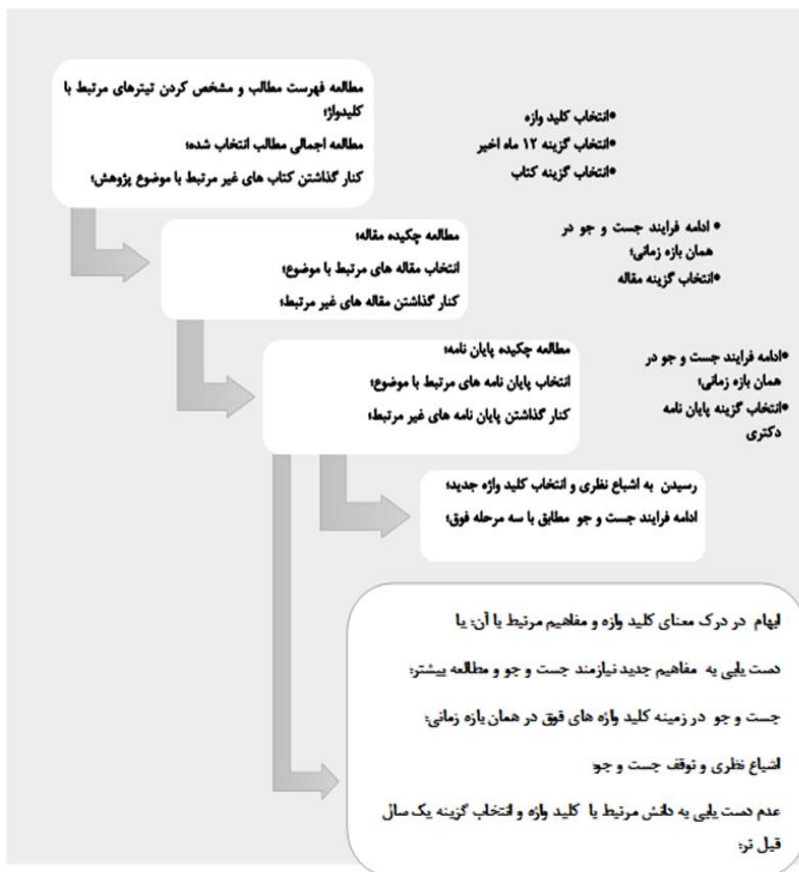 •انتخاب کلید واژه
•انتخاب گزینه ۱۲ ماه اخیر
•انتخاب گزینه کتاب
مطالعه فهرست مطالب و مشخص کردن تیترهای مرتبط با
کلیدواژ؛
مطالعه اجمالی مطالب انتخاب شده؛
کنار گذاشتن کتاب های غیر مرتبط با موضوع پژوهش؛
• ادامه فرایند جست و جو در
همان بازه زمانی؛
•انتخاب گزینه مقاله
مطالعه چکیده مقاله؛
انتخاب مقاله های مرتبط با موضوع؛
کنار گذاشتن مقاله های غیر مرتبط؛
•ادامه فرایند جست و جو در
همان بازه زمانی؛
•انتخاب گزینه پایان نامه
دکتری
مطالعه چکیده پایان نامه؛
انتخاب پایان نامه های مرتبط با موضوع؛
کنار گذاشتن پایان نامه های غیر مرتبط؛
رسیدن به اشباع نظری و انتخاب کلید واژه جدید؛
ادامه فرایند جست و جو مطابق با سه مرحله فوق؛
ابهام در درک معنای کلید واژه و مفاهیم مرتبط با آن؛ یا
دست یابی به مفاهیم جدید نیازمند جست و جو و مطالعه بیشتر؛
جست و جو در زمینه کلید واژه های فوق در همان بازه زمانی؛
اشباع نظری و توقف جست و جو؛
عدم دست یابی به دانش مرتبط با کلید واژه و انتخاب گزینه یک سال
قبل تر؛